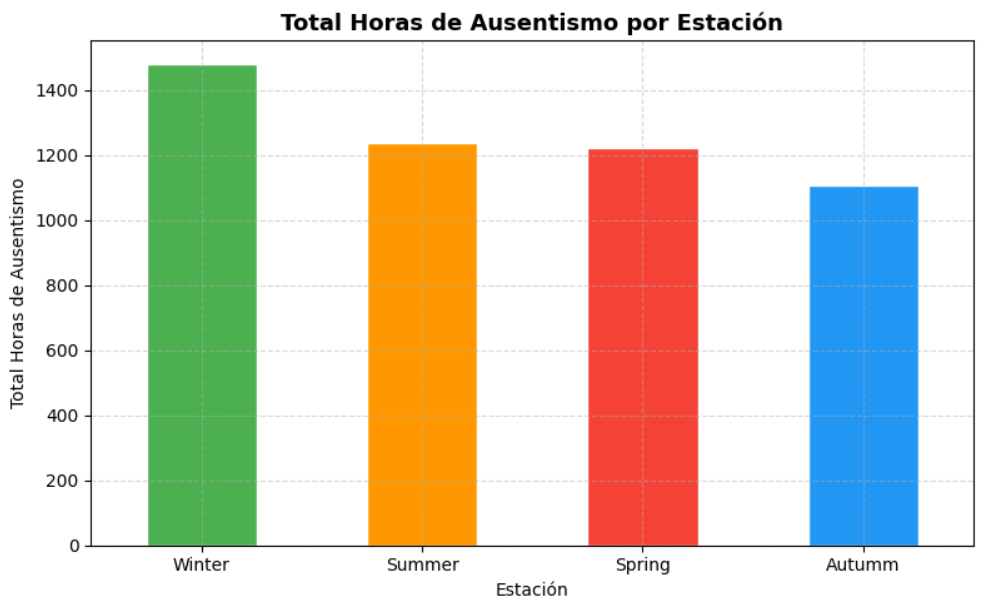 Total Horas de Ausentismo por Estación
Total Horas de Ausentismo
1400
1200
1000
800
600
400
200
0
Winter
Summer
Spring
Autumm
Estación